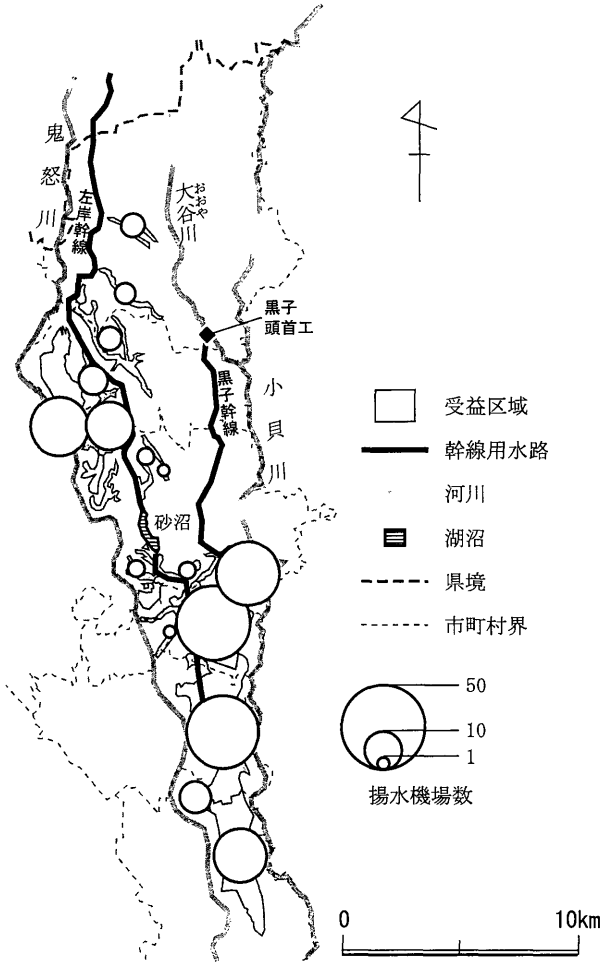 鬼怒川
左岸幹線
おおや
大谷川
黒子
頭首工
黒子幹線
小貝川
砂沼
受益区域
幹線用水路
河川
湖沼
県境
市町村界
50
10
1
揚水機場数
0 10km